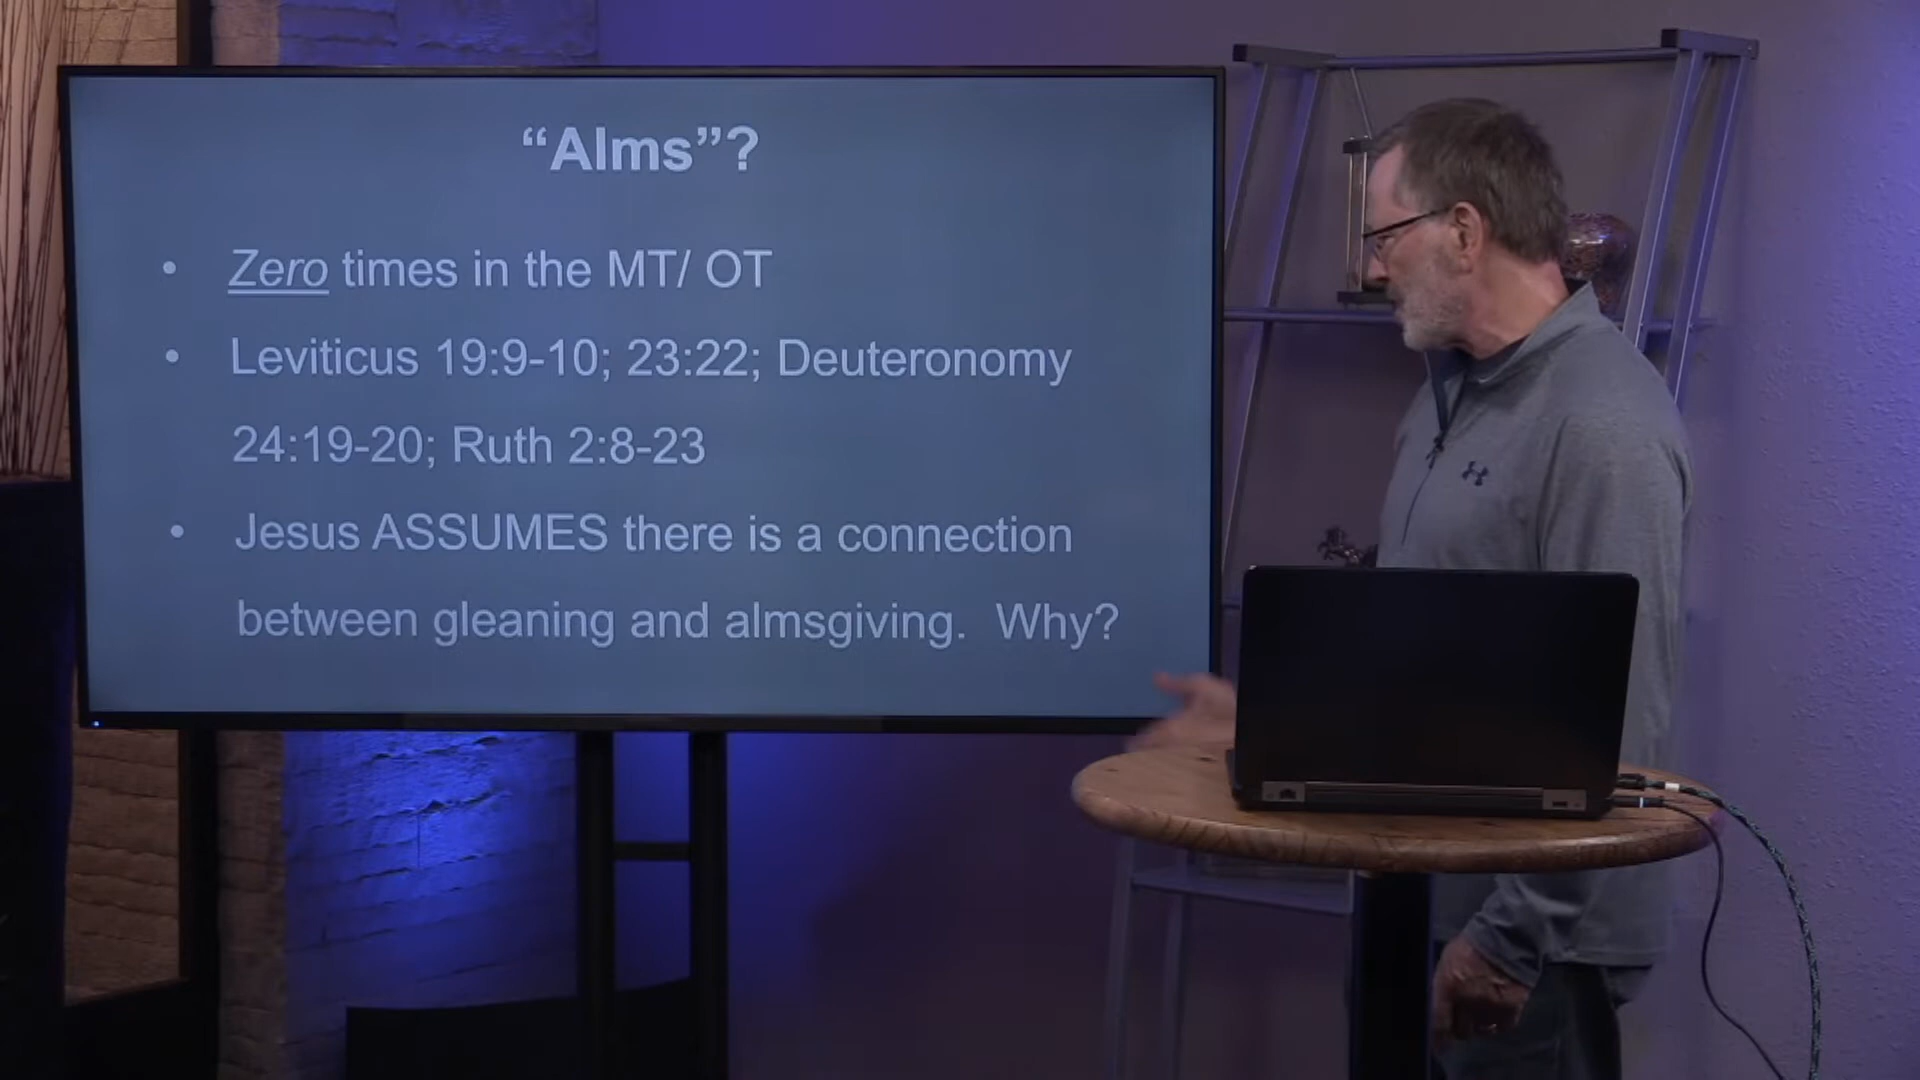 “Alms”?
• Zero times in the MT/ OT
• Leviticus 19:9-10; 23:22; Deuteronomy
24:19-20; Ruth 2:8-23
• Jesus ASSUMES there is a connection
between gleaning and almsgiving. Why?